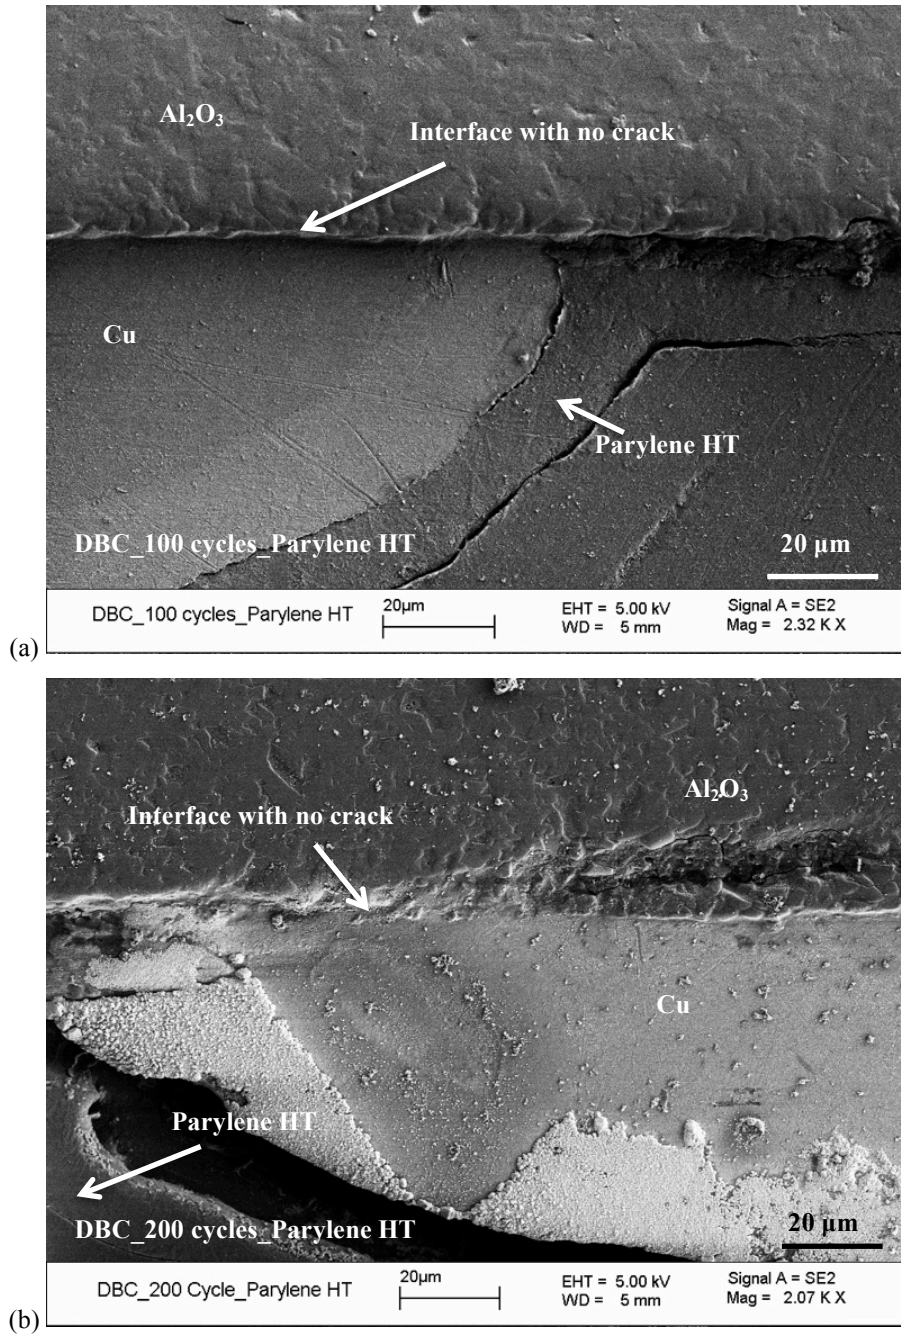 Al₂O₃
Interface with no crack
Cu
Parylene HT
DBC_100 cycles_Parylene HT
20 µm
DBC_100 cycles_Parylene HT
20µm
EHT = 5.00 kV
WD = 5 mm
Signal A = SE2
Mag = 2.32 K X
(a)
Al₂O₃
Interface with no crack
Cu
Parylene HT
DBC_200 cycles_Parylene HT
20 µm
DBC_200 Cycle_Parylene HT
20µm
EHT = 5.00 kV
WD = 5 mm
Signal A = SE2
Mag = 2.07 K X
(b)